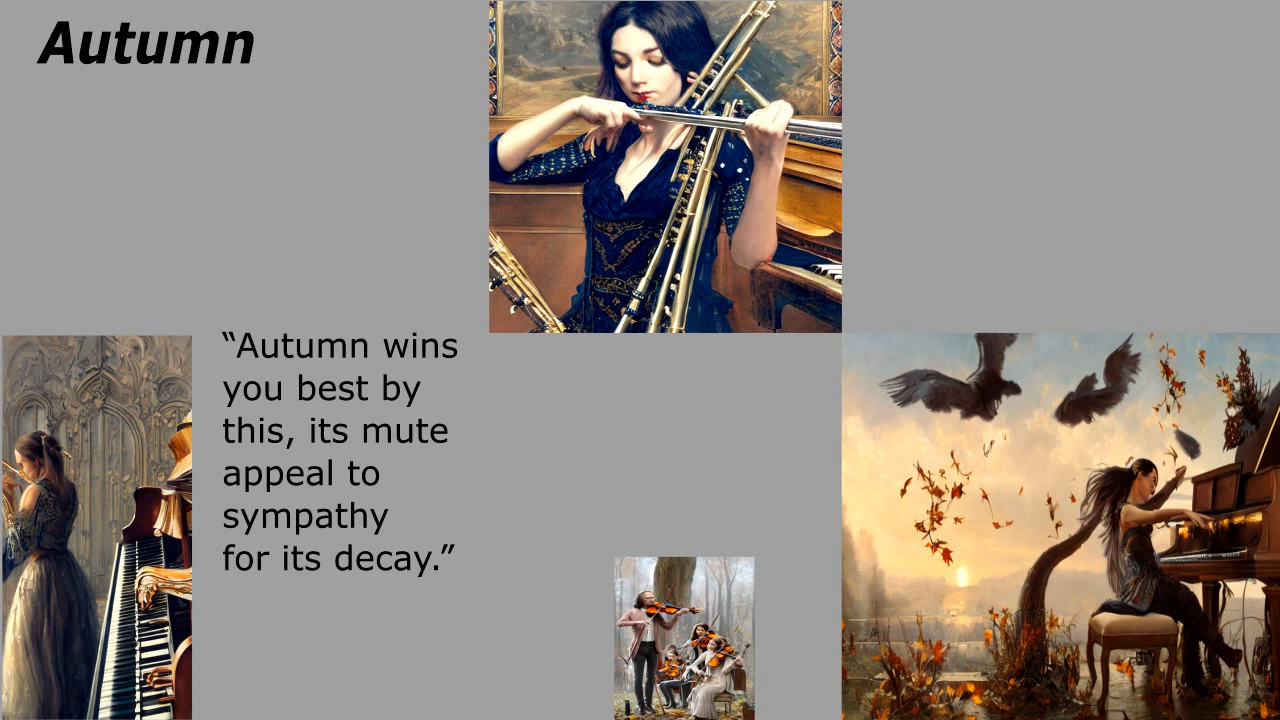 Autumn
“Autumn wins
you best by
this, its mute
appeal to
sympathy
for its decay.”